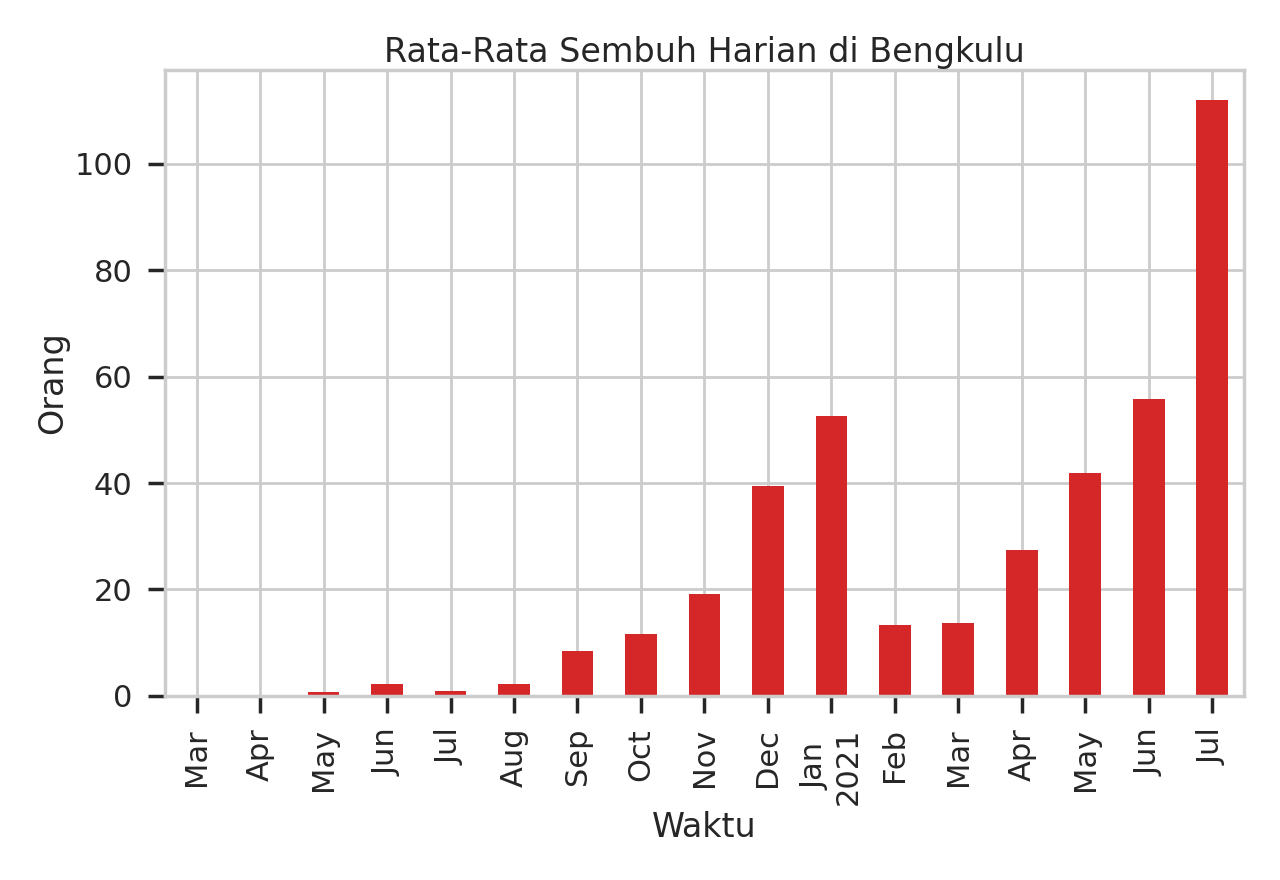 Rata-Rata Sembuh Harian di Bengkulu
Orang
100
80
60
40
20
0
Mar
Apr
May
Jun
Jul
Aug
Sep
Oct
Nov
Dec
Jan
2021
Feb
Mar
Apr
May
Jun
Jul
Waktu